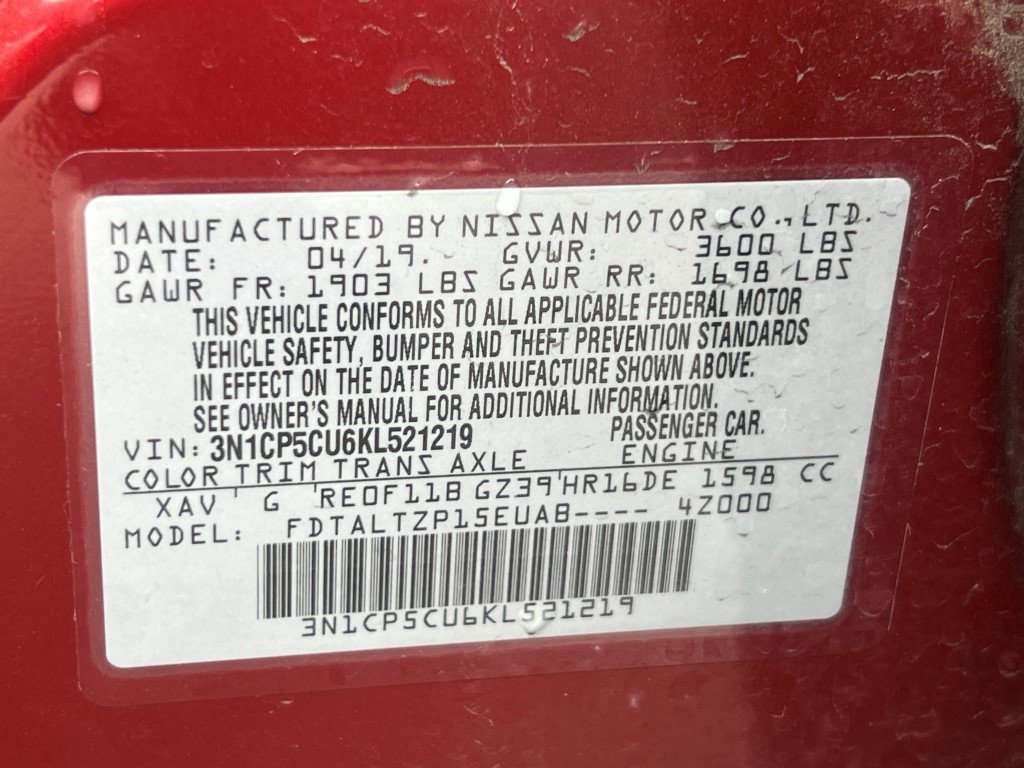 MANUFACTURED BY NISSAN MOTOR CO., LTD.
DATE: 04/19. GVWR: 3600 LBS
GAWR FR: 1903 LBS GAWR RR: 1698 LBS
THIS VEHICLE CONFORMS TO ALL APPLICABLE FEDERAL MOTOR
VEHICLE SAFETY, BUMPER AND THEFT PREVENTION STANDARDS
IN EFFECT ON THE DATE OF MANUFACTURE SHOWN ABOVE.
SEE OWNER'S MANUAL FOR ADDITIONAL INFORMATION.
VIN: 3N1CP5CU6KL521219 PASSENGER CAR.
COLOR TRIM TRANS AXLE ENGINE
XAV G RE0F11B GZ39 HR16DE 1598 CC
MODEL: FDTALTZP15EUAB---- 4Z000
3N1CP5CU6KL521219